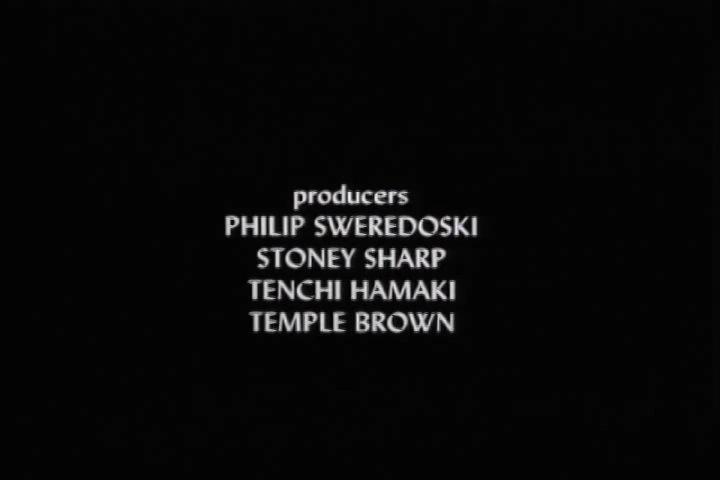 producers
PHILIP SWEREDOSKI
STONEY SHARP
TENCHI HAMAKI
TEMPLE BROWN